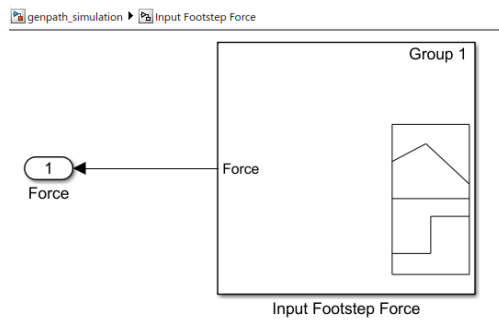 genpath_simulation Input Footstep Force
Group 1
1
Force
Force
Input Footstep Force